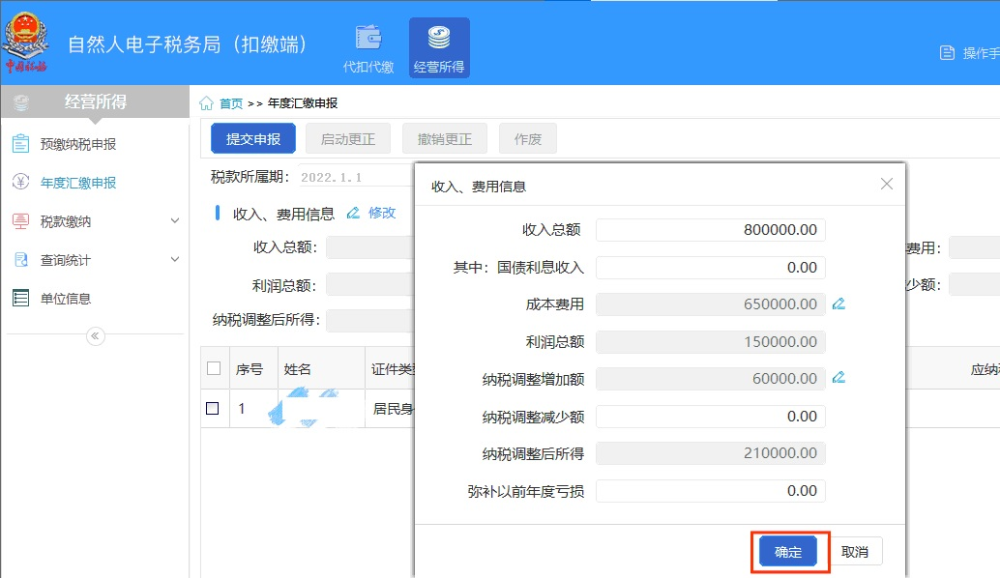 自然人电子税务局（扣缴端）
代扣代缴
经营所得
操作手
经营所得
首页 >> 年度汇缴申报
预缴纳税申报
年度汇缴申报
税款缴纳
查询统计
单位信息
提交申报 启动更正 撤销更正 作废
税款所属期： 2022.1.1
收入、费用信息 修改
收入总额：
费用：
利润总额：
少额：
纳税调整后所得：
序号 姓名 证件类型
应纳税
1 居民身
收入、费用信息
收入总额 800000.00
其中：国债利息收入 0.00
成本费用 650000.00
利润总额 150000.00
纳税调整增加额 60000.00
纳税调整减少额 0.00
纳税调整后所得 210000.00
弥补以前年度亏损 0.00
确定 取消